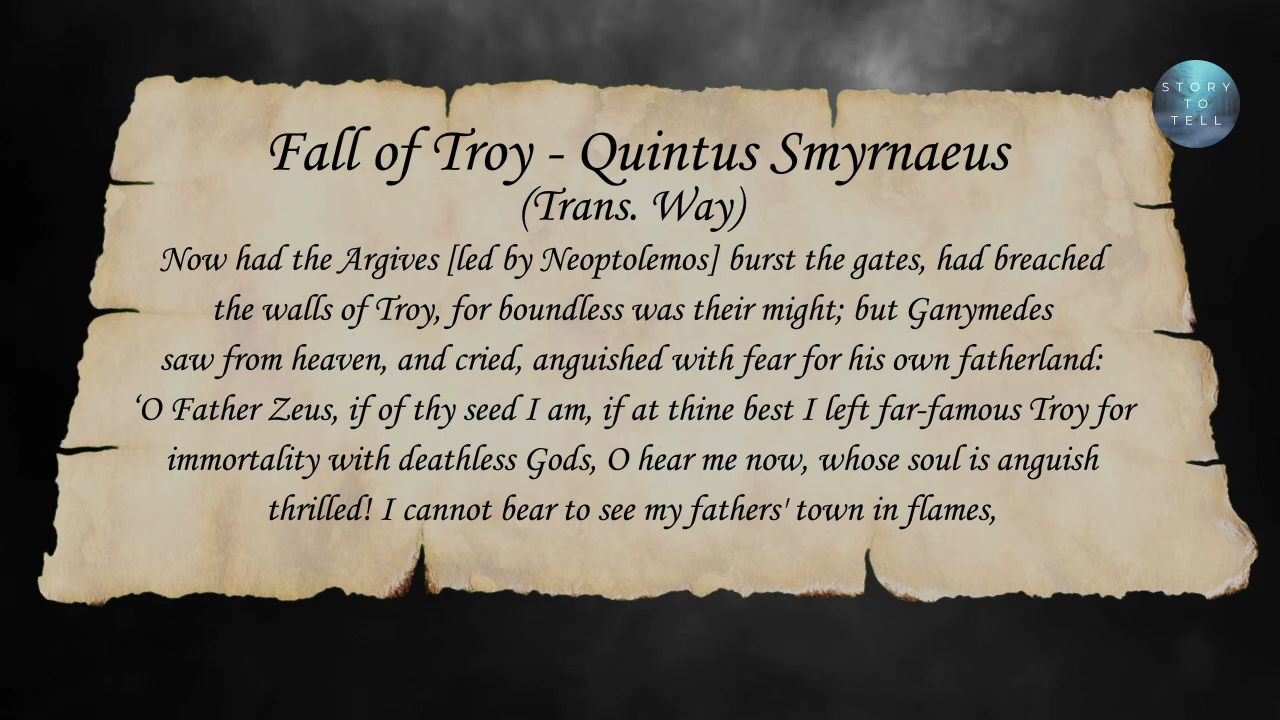 STORY
TO
TELL
Fall of Troy - Quintus Smyrnaeus
(Trans. Way)
Now had the Argives [led by Neoptolemos] burst the gates, had breached
the walls of Troy, for boundless was their might; but Ganymedes
saw from heaven, and cried, anguished with fear for his own fatherland:
‘O Father Zeus, if of thy seed I am, if at thine best I left far-famous Troy for
immortality with deathless Gods, O hear me now, whose soul is anguish
thrilled! I cannot bear to see my fathers' town in flames,